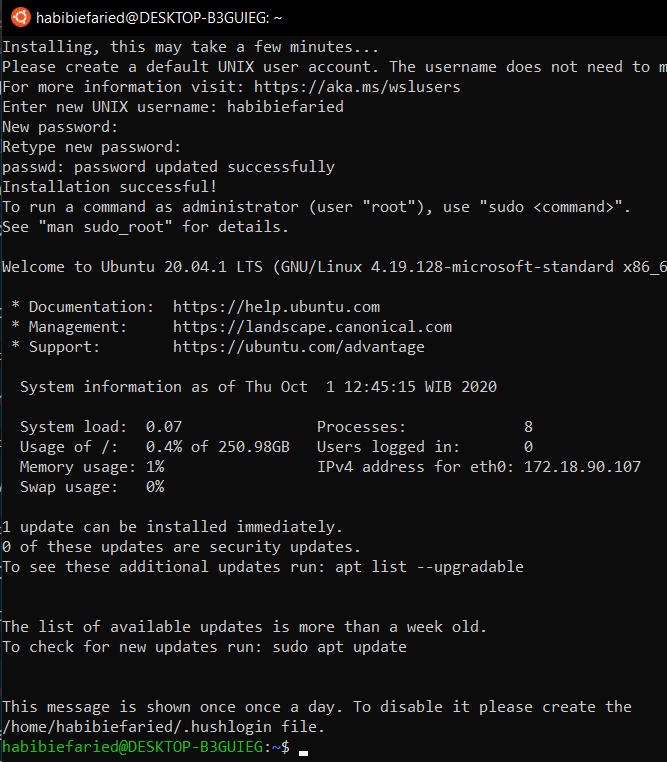 habibiefaried@DESKTOP-B3GUIEG: ~
Installing, this may take a few minutes...
Please create a default UNIX user account. The username does not need to m
For more information visit: https://aka.ms/wslusers
Enter new UNIX username: habibiefaried
New password:
Retype new password:
passwd: password updated successfully
Installation successful!
To run a command as administrator (user "root"), use "sudo <command>".
See "man sudo_root" for details.
Welcome to Ubuntu 20.04.1 LTS (GNU/Linux 4.19.128-microsoft-standard x86_6
* Documentation:  https://help.ubuntu.com
* Management:     https://landscape.canonical.com
* Support:        https://ubuntu.com/advantage
System information as of Thu Oct  1 12:45:15 WIB 2020
System load:  0.07                Processes:             8
Usage of /:   0.4% of 250.98GB   Users logged in:       0
Memory usage: 1%                 IPv4 address for eth0: 172.18.90.107
Swap usage:   0%
1 update can be installed immediately.
0 of these updates are security updates.
To see these additional updates run: apt list --upgradable
The list of available updates is more than a week old.
To check for new updates run: sudo apt update
This message is shown once once a day. To disable it please create the
/home/habibiefaried/.hushlogin file.
habibiefaried@DESKTOP-B3GUIEG:~$